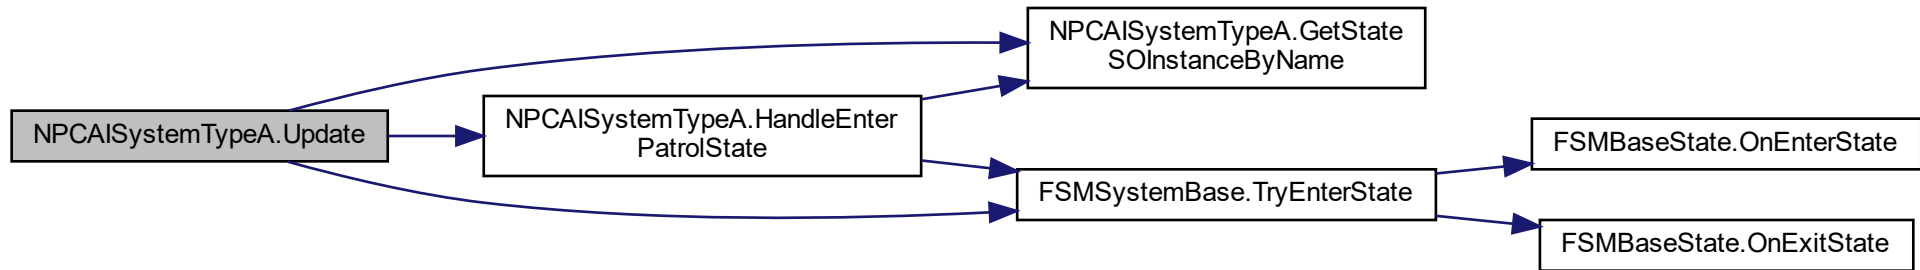 NPCAISystemTypeA.GetState
SOInstanceByName
NPCAISystemTypeA.Update
NPCAISystemTypeA.HandleEnter
PatrolState
FSMBaseState.OnEnterState
FSMSystemBase.TryEnterState
FSMBaseState.OnExitState